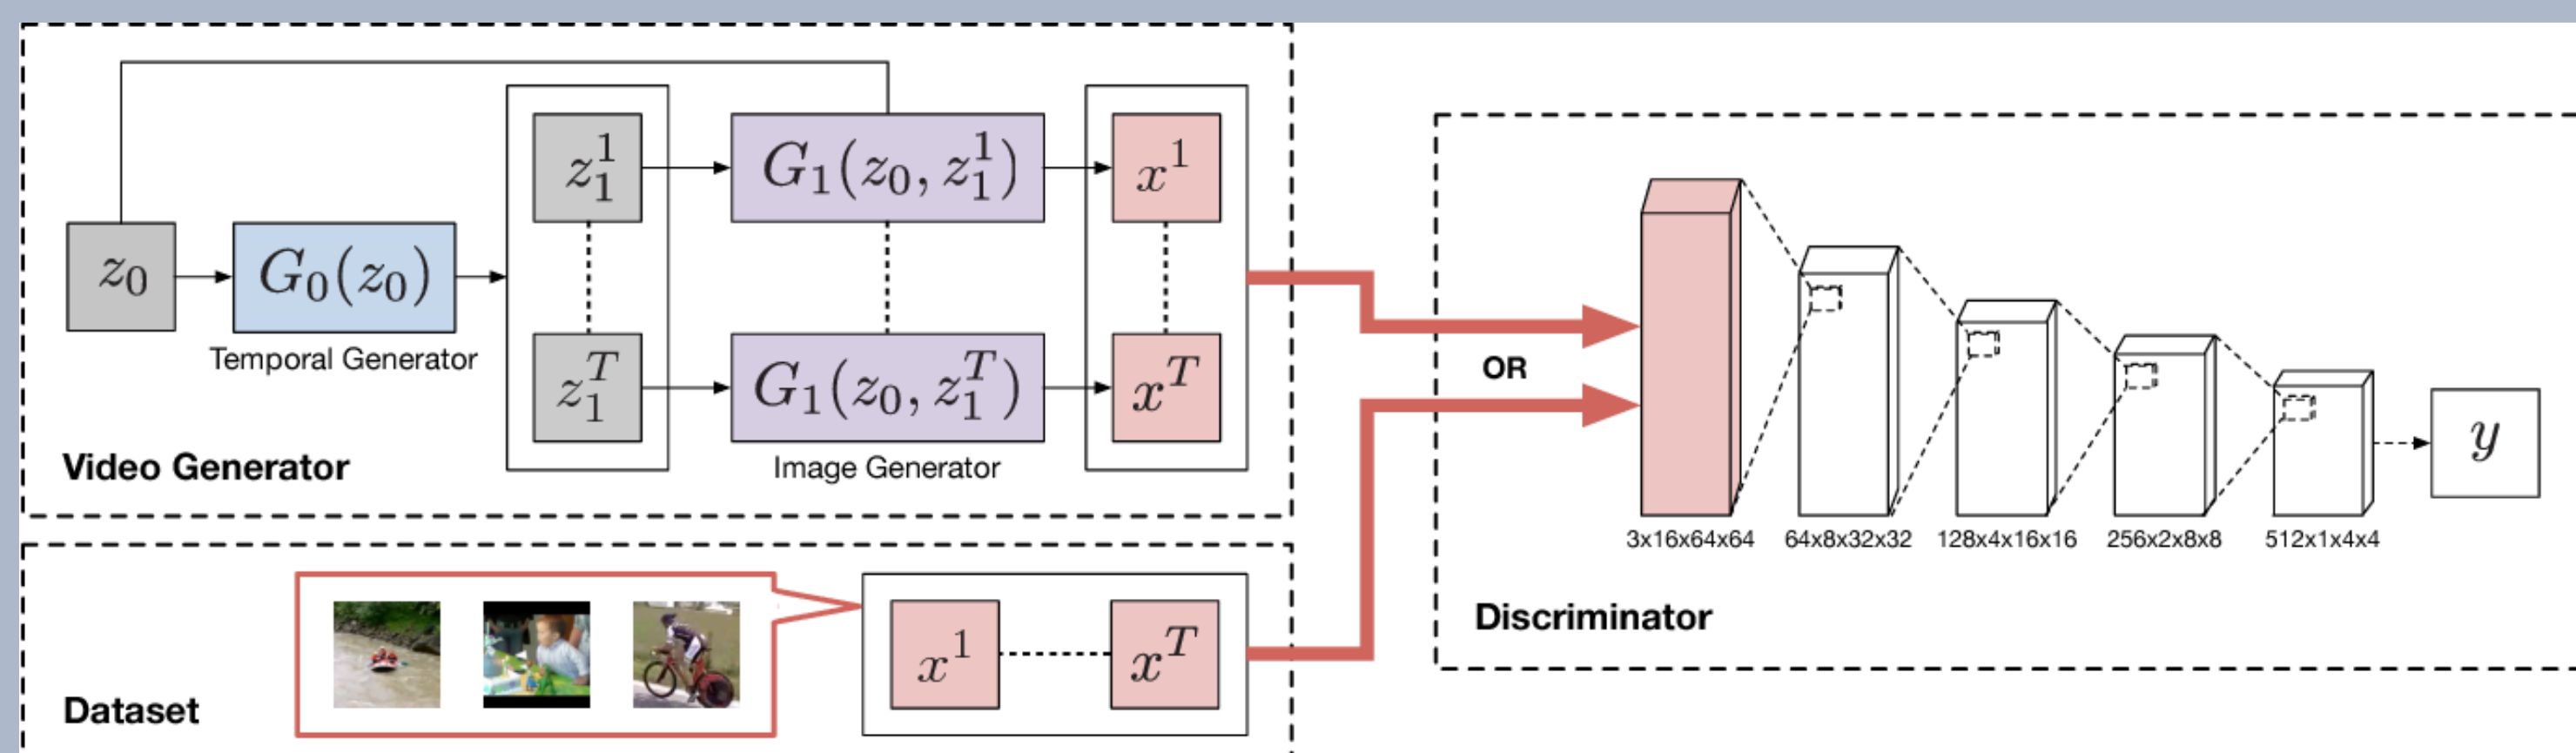 z_0
G_0(z_0)
Temporal Generator
z_1^1
z_1^T
G_1(z_0, z_1^1)
G_1(z_0, z_1^T)
Image Generator
x^1
x^T
Video Generator
Dataset
x^1
x^T
OR
3x16x64x64
64x8x32x32
128x4x16x16
256x2x8x8
512x1x4x4
y
Discriminator